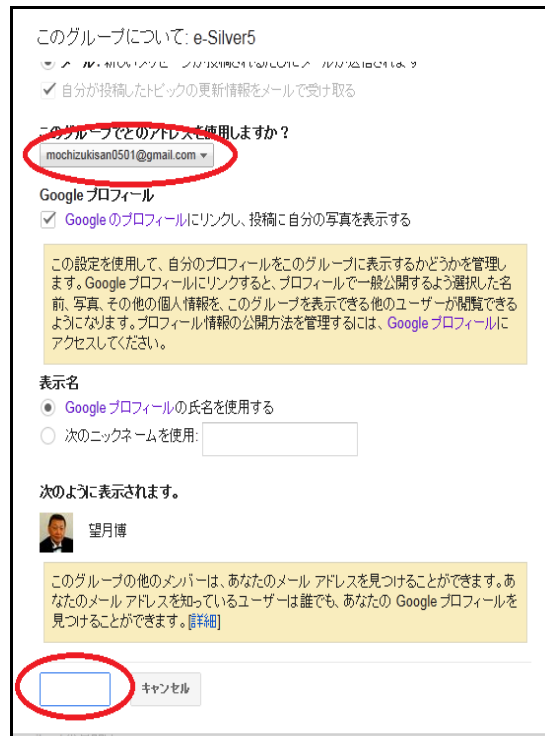 このグループについて: e-Silver5
自分が投稿したトピックの更新情報をメールで受け取る
このグループでどのアドレスを使用しますか？
mochizukisan0501@gmail.com
Google プロフィール
Google のプロフィールにリンクし、投稿に自分の写真を表示する
この設定を使用して、自分のプロフィールをこのグループに表示するかどうかを管理し
ます。Google プロフィールにリンクすると、プロフィールで一般公開するよう選択した名
前、写真、その他の個人情報を、このグループを表示できる他のユーザーが閲覧できる
ようになります。プロフィール情報の公開方法を管理するには、Google プロフィールに
アクセスしてください。
表示名
Google プロフィールの氏名を使用する
次のニックネームを使用:
次のように表示されます。
望月博
このグループの他のメンバーは、あなたのメール アドレスを見つけることができます。あ
なたのメール アドレスを知っているユーザーは誰でも、あなたの Google プロフィールを
見つけることができます。[詳細]
キャンセル